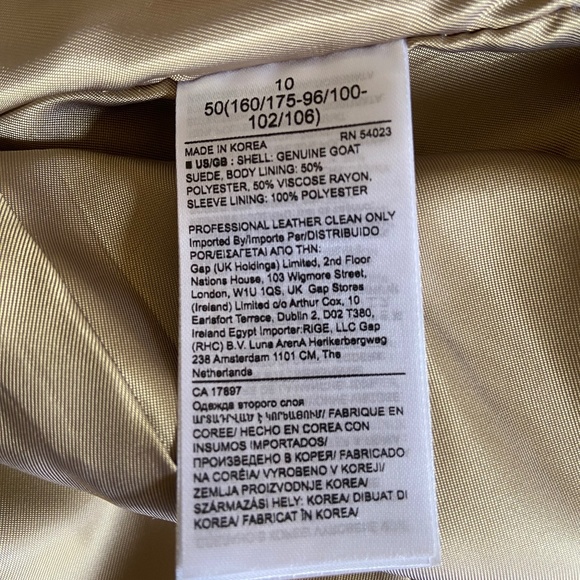 10
50(160/175-96/100-
102/106)
MADE IN KOREA RN 54023
■ US/GB : SHELL: GENUINE GOAT
SUEDE, BODY LINING: 50%
POLYESTER, 50% VISCOSE RAYON,
SLEEVE LINING: 100% POLYESTER
PROFESSIONAL LEATHER CLEAN ONLY
Imported By/Importe Par/DISTRIBUIDO
POR/ΕΙΣΑΓΕΤΑΙ ΑΠΟ ΤΗΝ:
Gap (UK Holdings) Limited, 2nd Floor
Nations House, 103 Wigmore Street,
London, W1U 1QS, UK Gap Stores
(Ireland) Limited c/o Arthur Cox, 10
Earlsfort Terrace, Dublin 2, D02 T380,
Ireland Egypt Importer:RIGE, LLC Gap
(RHC) B.V. Luna ArenA Herikerbergweg
238 Amsterdam 1101 CM, The
Netherlands
CA 17897
Одежда второго слоя
ԱՐՏԱԴՐՎԱԾ Է ԿՈՐԵԱՅՈՒՄ/ FABRIQUE EN
COREE/ HECHO EN COREA CON
INSUMOS IMPORTADOS/
ПРОИЗВЕДЕНО В КОРЕЯ/ FABRICADO
NA CORÉIA/ VYROBENO V KOREJI/
ZEMLJA PROIZVODNJE KOREA/
SZÁRMAZÁSI HELY: KOREA/ DIBUAT DI
KOREA/ FABRICAT ÎN KOREA/